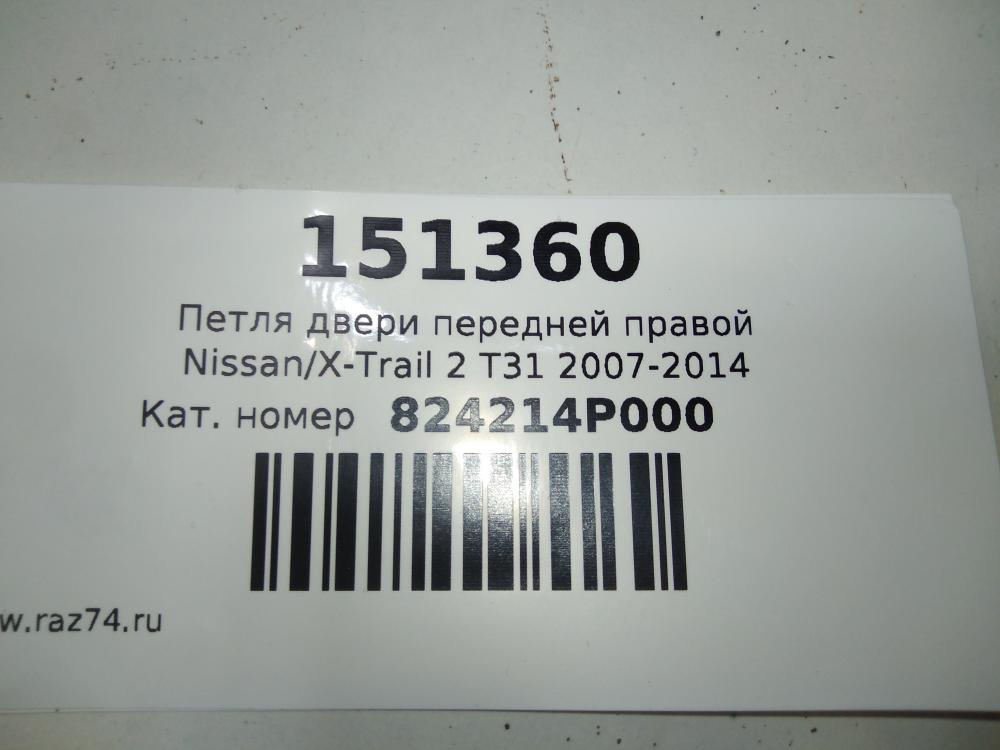 151360
Петля двери передней правой
Nissan/X-Trail 2 T31 2007-2014
Кат. номер 824214P000
w.raz74.ru